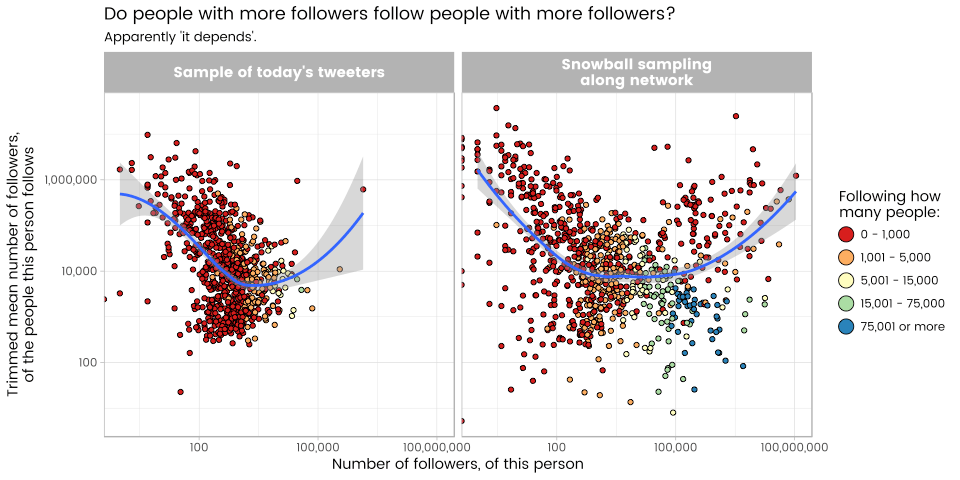 Do people with more followers follow people with more followers?
Apparently 'it depends'.
Sample of today's tweeters
Snowball sampling
along network
Trimmed mean number of followers,
of the people this person follows
1,000,000
10,000
100
100
100,000
100,000,000
100
100,000
100,000,000
Number of followers, of this person
Following how
many people:
0 - 1,000
1,001 - 5,000
5,001 - 15,000
15,001 - 75,000
75,001 or more